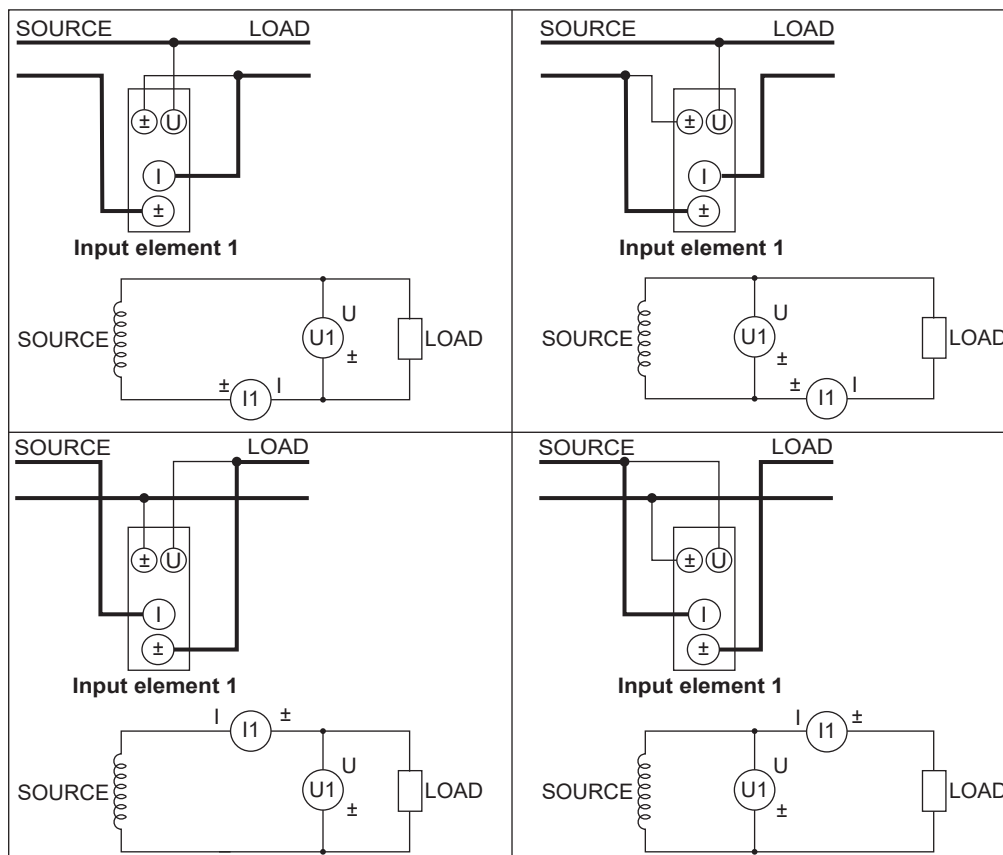 SOURCE LOAD
± U
I
±
Input element 1
U
SOURCE U1 LOAD
±
± I1 I
SOURCE LOAD
± U
I
±
Input element 1
U
SOURCE U1 LOAD
±
± I1 I
SOURCE LOAD
± U
I
±
Input element 1
I I1 ±
U
SOURCE U1 LOAD
±
SOURCE LOAD
± U
I
±
Input element 1
I I1 ±
U
SOURCE U1 LOAD
±